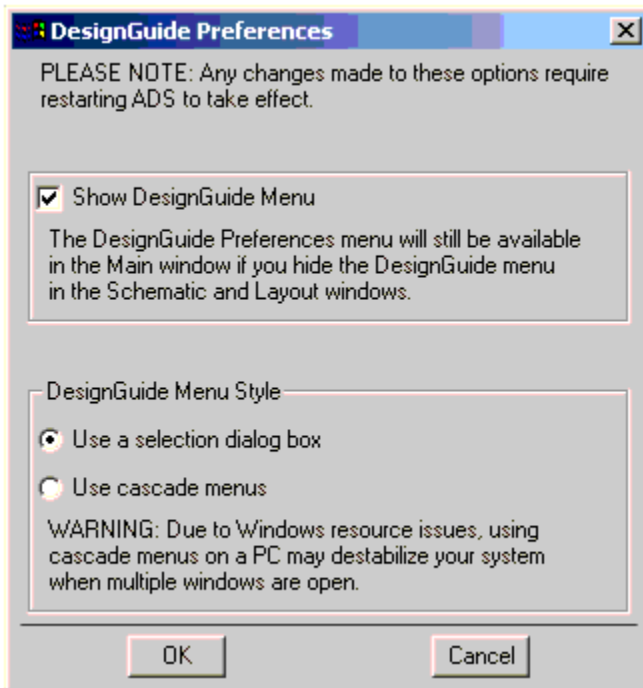 DesignGuide Preferences
PLEASE NOTE: Any changes made to these options require
restarting ADS to take effect.
Show DesignGuide Menu
The DesignGuide Preferences menu will still be available
in the Main window if you hide the DesignGuide menu
in the Schematic and Layout windows.
DesignGuide Menu Style
Use a selection dialog box
Use cascade menus
WARNING: Due to Windows resource issues, using
cascade menus on a PC may destabilize your system
when multiple windows are open.
OK Cancel